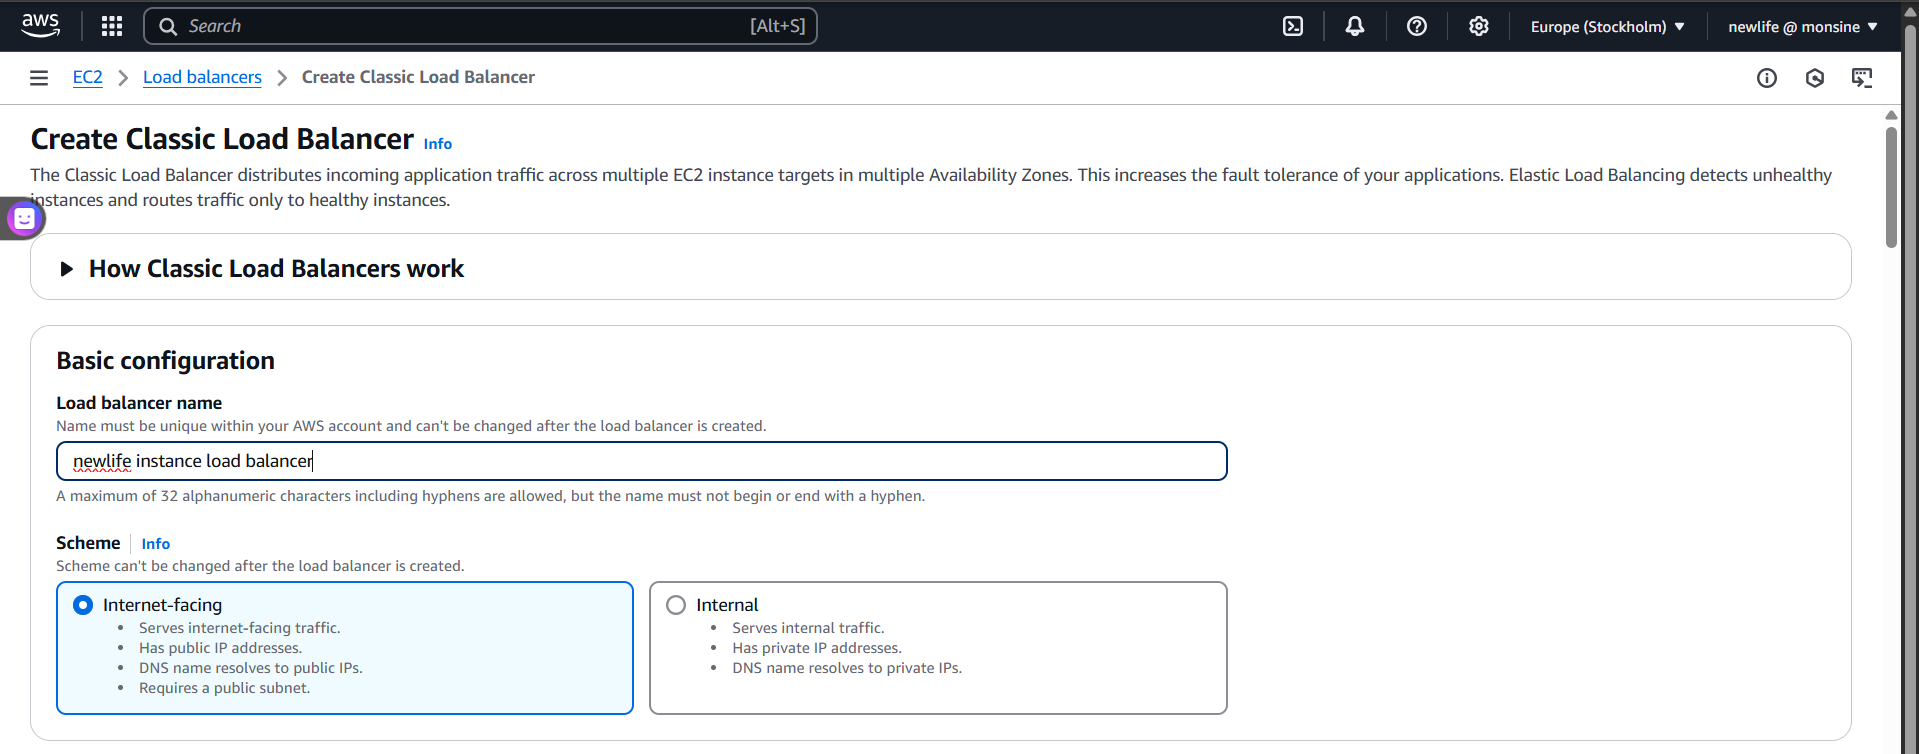 aws
Search [Alt+S]
Europe (Stockholm)
newlife @ monsine
EC2 Load balancers Create Classic Load Balancer
Create Classic Load Balancer Info
The Classic Load Balancer distributes incoming application traffic across multiple EC2 instance targets in multiple Availability Zones. This increases the fault tolerance of your applications. Elastic Load Balancing detects unhealthy
instances and routes traffic only to healthy instances.
How Classic Load Balancers work
Basic configuration
Load balancer name
Name must be unique within your AWS account and can't be changed after the load balancer is created.
newlife instance load balancer
A maximum of 32 alphanumeric characters including hyphens are allowed, but the name must not begin or end with a hyphen.
Scheme Info
Scheme can't be changed after the load balancer is created.
Internet-facing
• Serves internet-facing traffic.
• Has public IP addresses.
• DNS name resolves to public IPs.
• Requires a public subnet.
Internal
• Serves internal traffic.
• Has private IP addresses.
• DNS name resolves to private IPs.